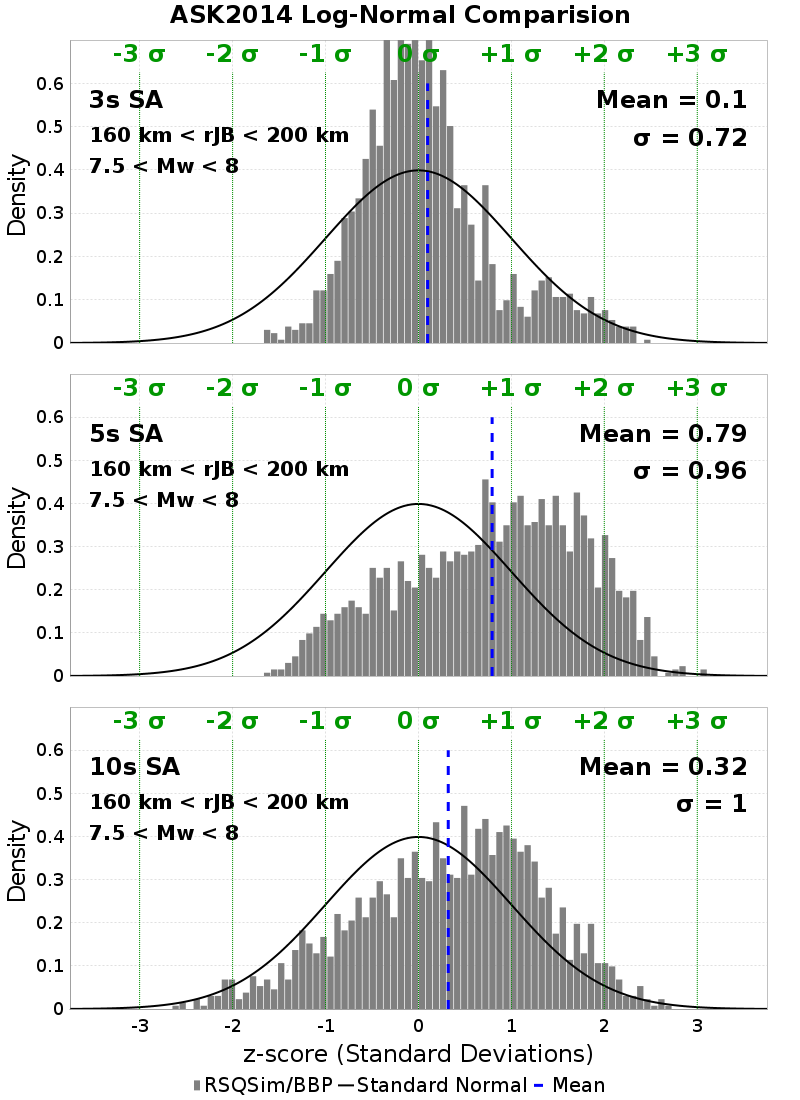 ASK2014 Log-Normal Comparision
-3 σ -2 σ -1 σ 0 σ +1 σ +2 σ +3 σ
3s SA
160 km < rJB < 200 km
7.5 < Mw < 8
Mean = 0.1
σ = 0.72
0.6
0.5
0.4
0.3
0.2
0.1
0
Density
-3 σ -2 σ -1 σ 0 σ +1 σ +2 σ +3 σ
5s SA
160 km < rJB < 200 km
7.5 < Mw < 8
Mean = 0.79
σ = 0.96
0.6
0.5
0.4
0.3
0.2
0.1
0
Density
-3 σ -2 σ -1 σ 0 σ +1 σ +2 σ +3 σ
10s SA
160 km < rJB < 200 km
7.5 < Mw < 8
Mean = 0.32
σ = 1
0.6
0.5
0.4
0.3
0.2
0.1
0
Density
-3 -2 -1 0 1 2 3
z-score (Standard Deviations)
RSQSim/BBP Standard Normal Mean